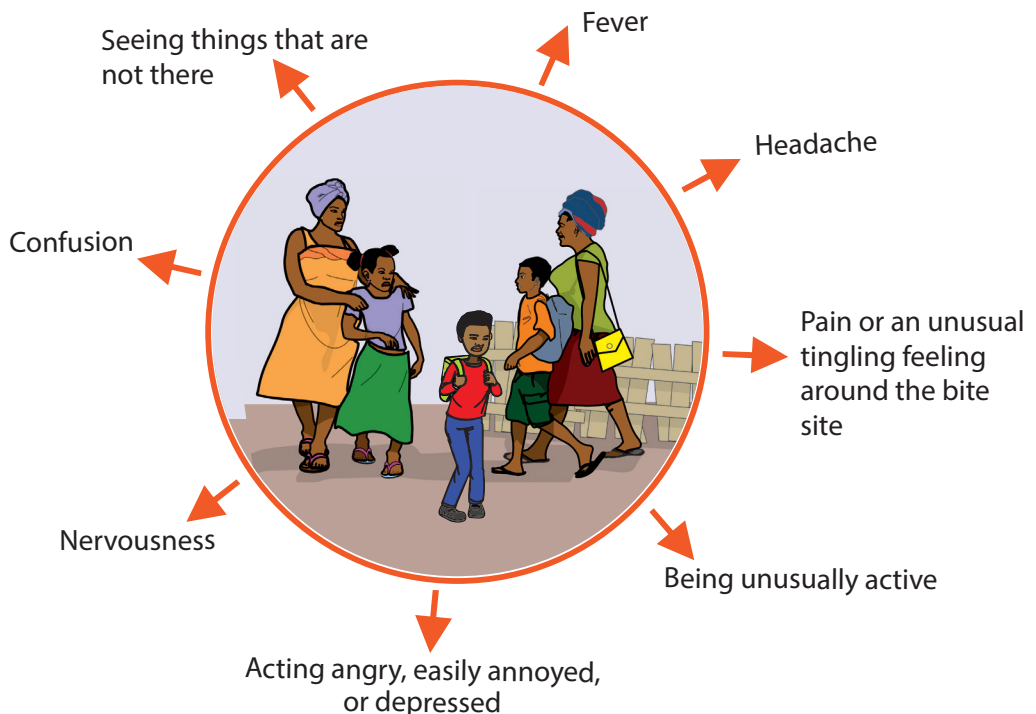 Seeing things that are
not there
Fever
Headache
Confusion
Pain or an unusual
tingling feeling
around the bite
site
Nervousness
Being unusually active
Acting angry, easily annoyed,
or depressed